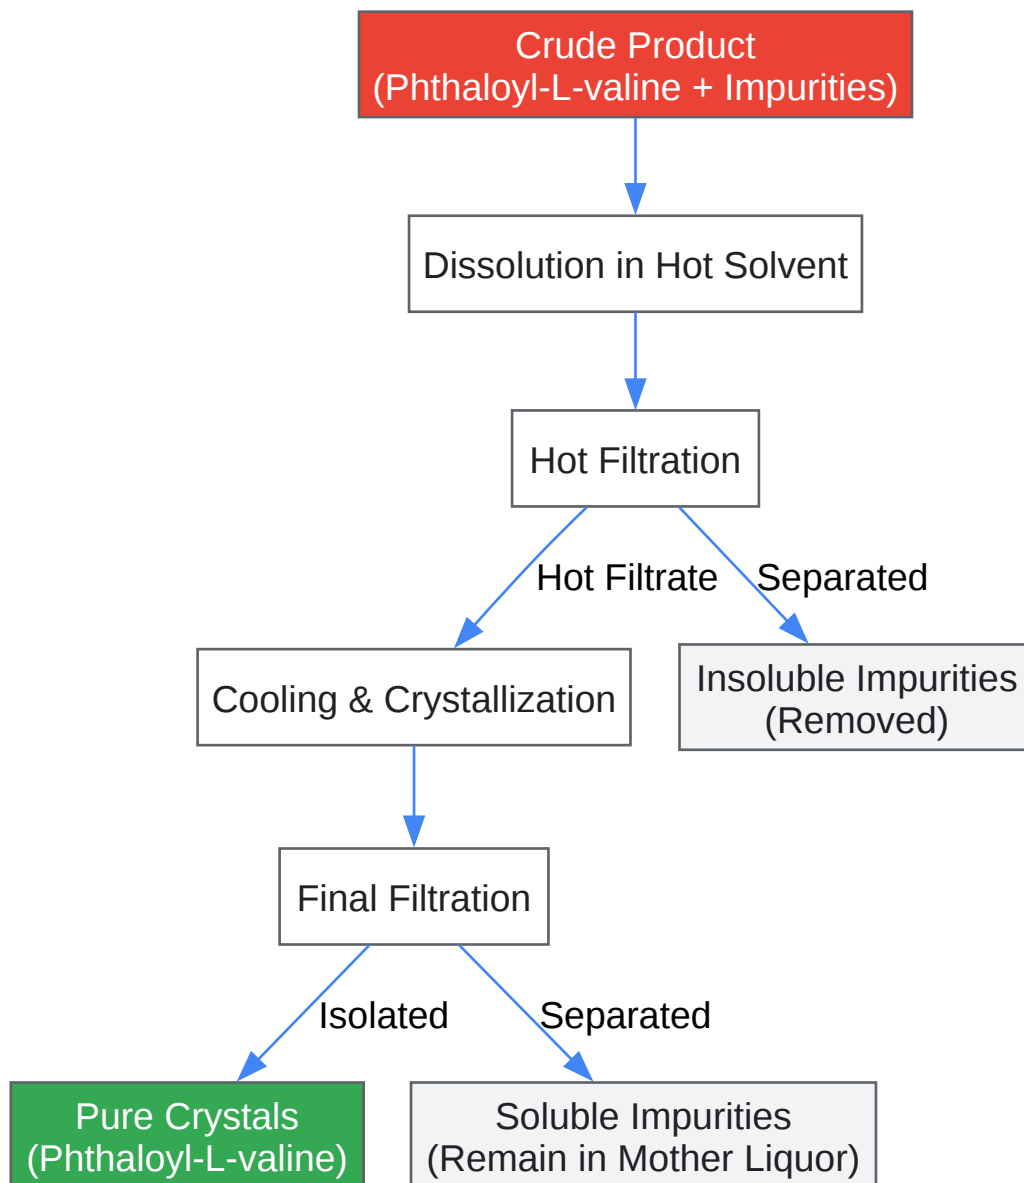 Crude Product
(Phthaloyl-L-valine + Impurities)
Dissolution in Hot Solvent
Hot Filtration
Hot Filtrate
Separated
Cooling & Crystallization
Insoluble Impurities
(Removed)
Final Filtration
Isolated
Separated
Pure Crystals
(Phthaloyl-L-valine)
Soluble Impurities
(Remain in Mother Liquor)